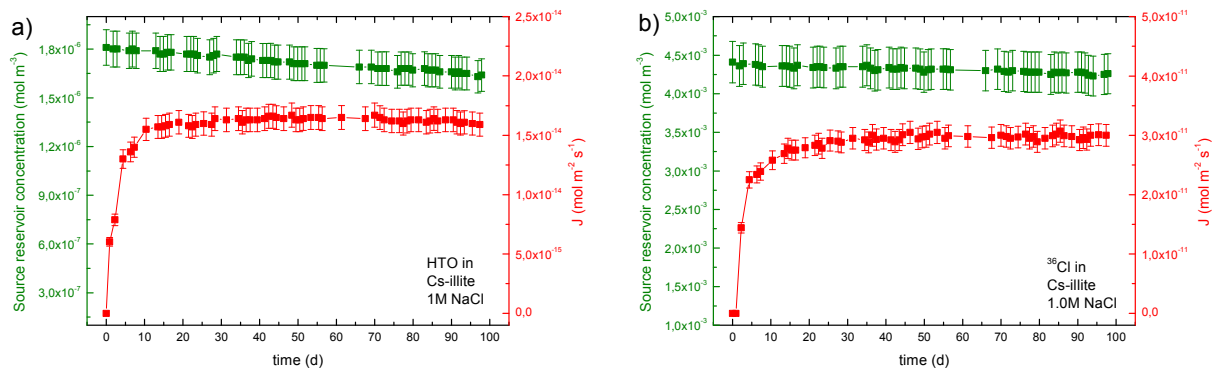 a)
Source reservoir concentration (mol m⁻³)
1,8x10⁻⁶
1,5x10⁻⁶
1,2x10⁻⁶
9,0x10⁻⁷
6,0x10⁻⁷
3,0x10⁻⁷
2,5x10⁻¹⁴
2,0x10⁻¹⁴
1,5x10⁻¹⁴
1,0x10⁻¹⁴
5,0x10⁻¹⁵
0,0
J (mol m⁻² s⁻¹)
HTO in
Cs-illite
1M NaCl
0 10 20 30 40 50 60 70 80 90 100
time (d)
b)
Source reservoir concentration (mol m⁻³)
5,0x10⁻³
4,5x10⁻³
4,0x10⁻³
3,5x10⁻³
3,0x10⁻³
2,5x10⁻³
2,0x10⁻³
1,5x10⁻³
1,0x10⁻³
5,0x10⁻¹¹
4,0x10⁻¹¹
3,0x10⁻¹¹
2,0x10⁻¹¹
1,0x10⁻¹¹
0,0
J (mol m⁻² s⁻¹)
³⁶Cl in
Cs-illite
1.0M NaCl
0 10 20 30 40 50 60 70 80 90 100
time (d)